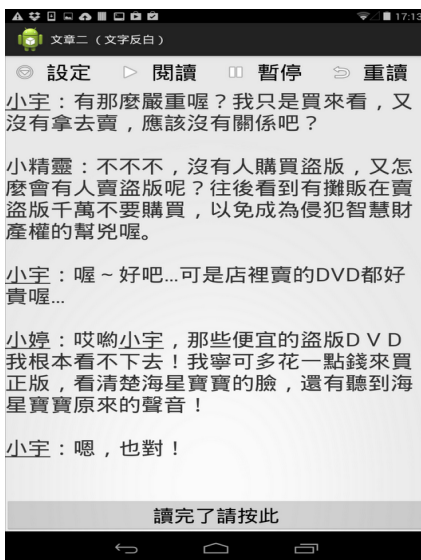 17:13
文章二（文字反白）
設定 閱讀 暫停 重讀
小宇：有那麼嚴重喔？我只是買來看，又
沒有拿去賣，應該沒有關係吧？
小精靈：不不不，沒有人購買盜版，又怎
麼會有人賣盜版呢？往後看到有攤販在賣
盜版千萬不要購買，以免成為侵犯智慧財
產權的幫兇喔。
小宇：喔～好吧...可是店裡賣的DVD都好
貴喔...
小婷：哎喲小宇，那些便宜的盜版ＤＶＤ
我根本看不下去！我寧可多花一點錢來買
正版，看清楚海星寶寶的臉，還有聽到海
星寶寶原來的聲音！
小宇：嗯，也對！
讀完了請按此